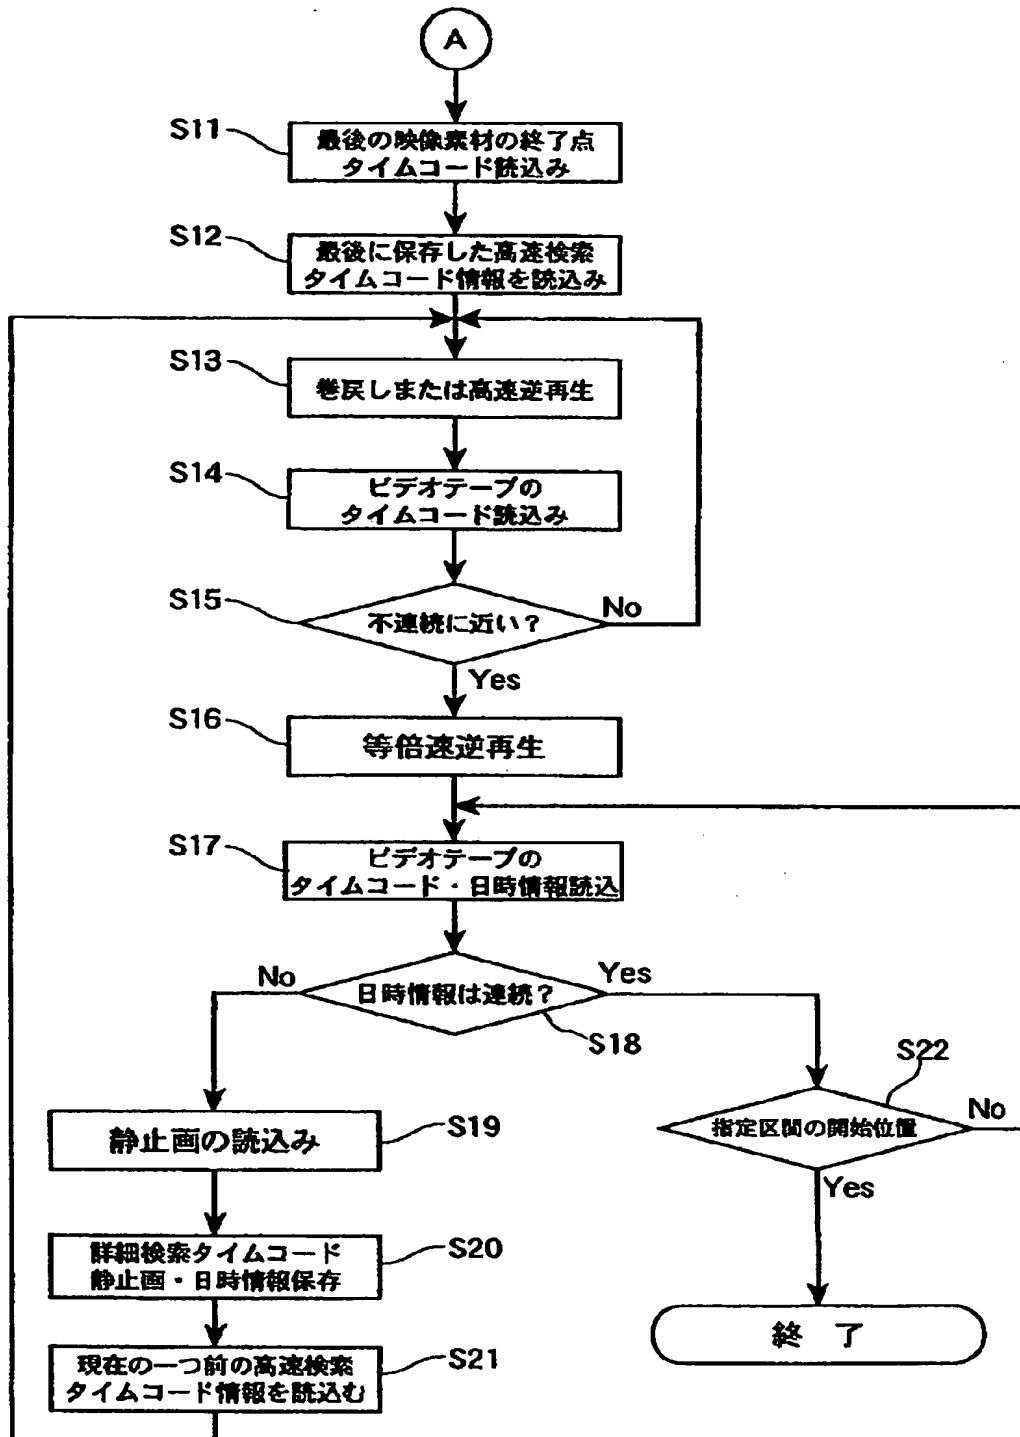 A
S11
最後の映像素材の終了点
タイムコード読込み
S12
最後に保存した高速検索
タイムコード情報を読込み
S13
巻戻しまたは高速逆再生
S14
ビデオテープの
タイムコード読込み
S15
不連続に近い?
No
Yes
S16
等倍速逆再生
S17
ビデオテープの
タイムコード・日時情報読込
No
日時情報は連続?
Yes
S18
S22
指定区間の開始位置
No
Yes
静止画の読込み
S19
詳細検索タイムコード
静止画・日時情報保存
S20
終 了
現在の一つ前の高速検索
タイムコード情報を読込む
S21